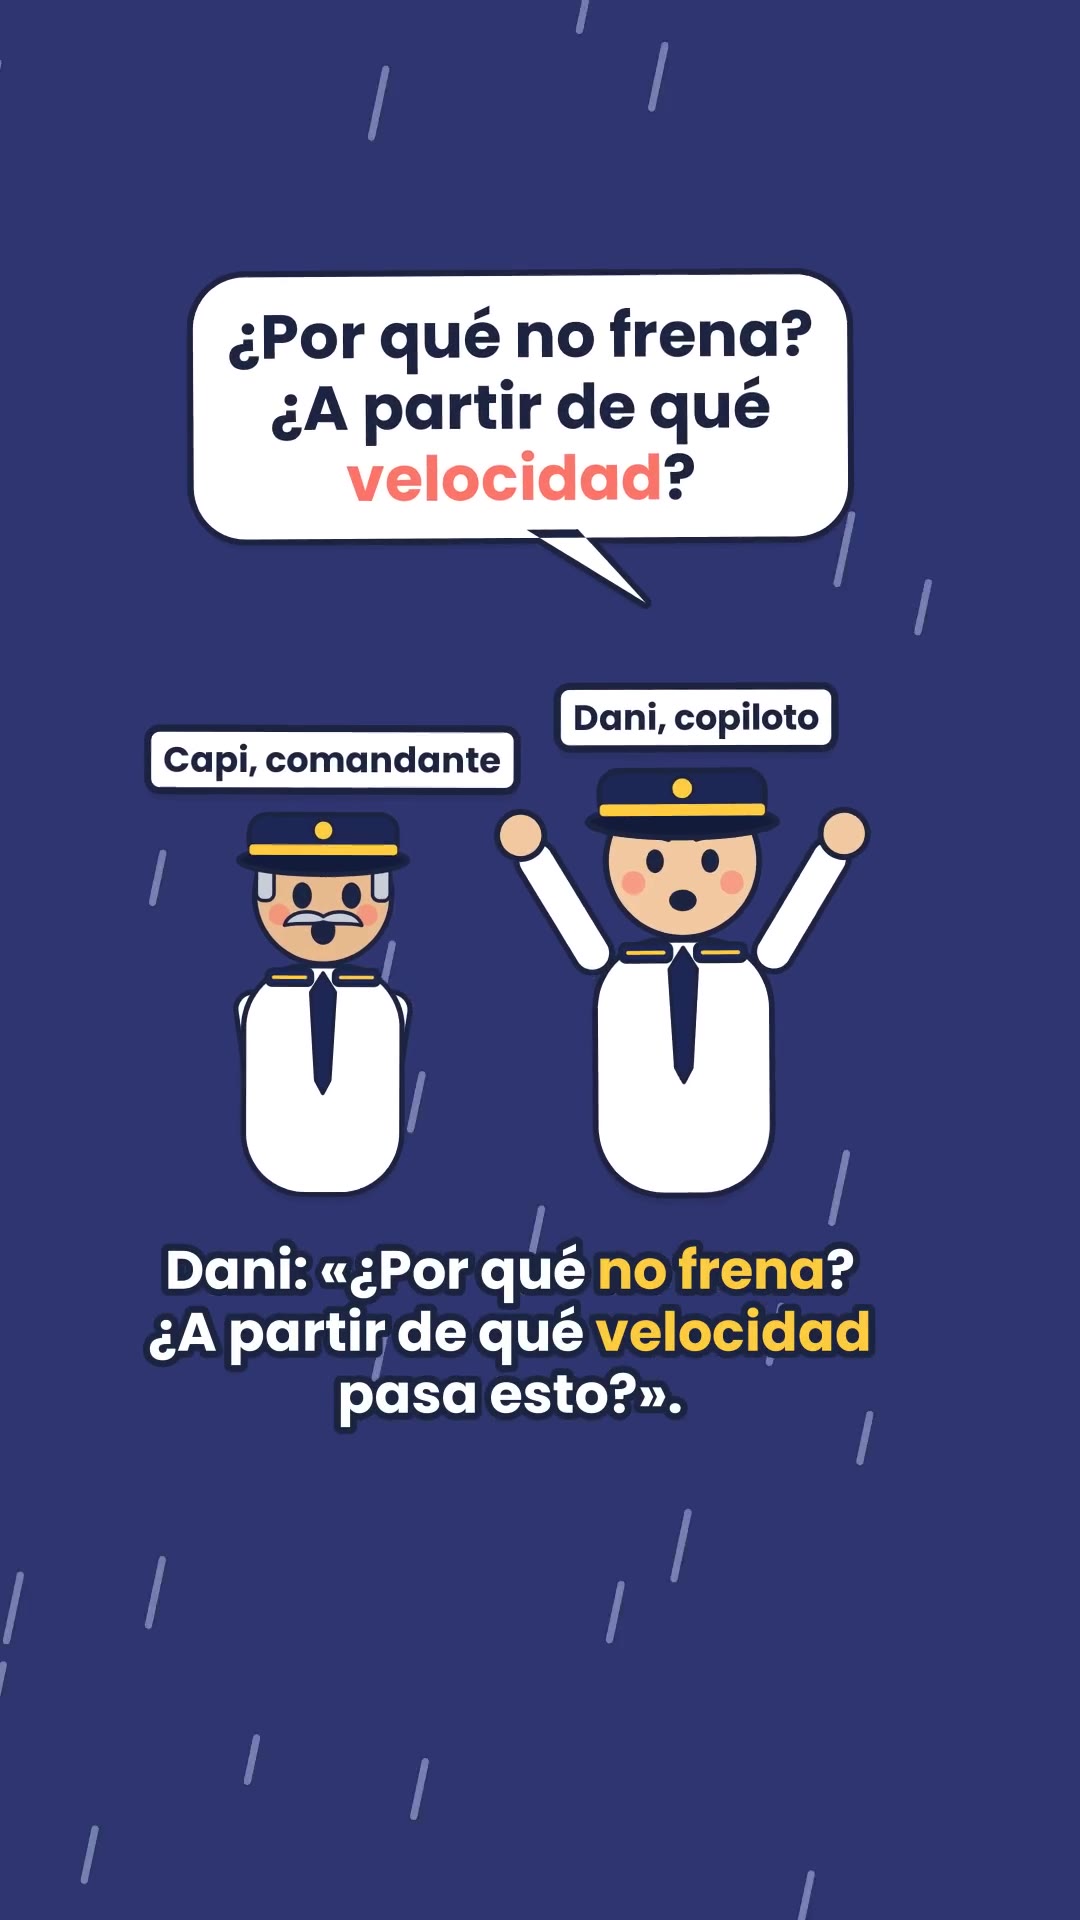 ¿Por qué no frena?
¿A partir de qué
velocidad?
Dani, copiloto
Capi, comandante
Dani: «¿Por qué no frena?
¿A partir de qué velocidad
pasa esto?».